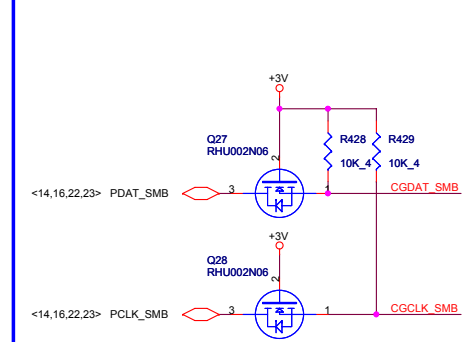 +3V
Q27
RHU002N06
R428
R429
2
10K_4
10K_4
<14,16,22,23> PDAT_SMB
3
1
CGDAT_SMB
+3V
Q28
RHU002N06
2
<14,16,22,23> PCLK_SMB
3
1
CGCLK_SMB